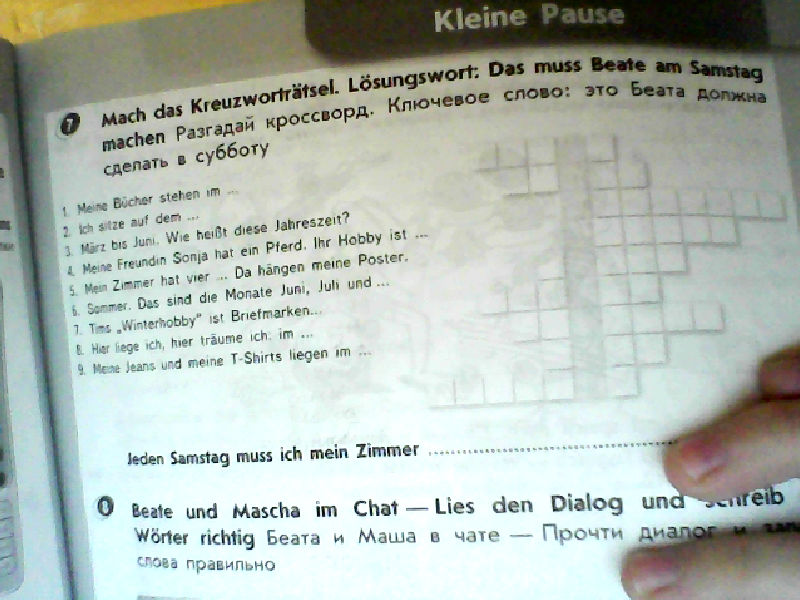 Kleine Pause
7 Mach das Kreuzworträtsel. Lösungswort: Das muss Beate am Samstag
machen Разгадай кроссворд. Ключевое слово: это Беата должна
сделать в субботу
1. Meine Bücher stehen im ...
2. Ich sitze auf dem ...
3. März bis Juni. Wie heißt diese Jahreszeit?
4. Meine Freundin Sonja hat ein Pferd. Ihr Hobby ist ...
5. Mein Zimmer hat vier ... Da hängen meine Poster.
6. Sommer. Das sind die Monate Juni, Juli und ...
7. Tims „Winterhobby" ist Briefmarken...
8. Hier liege ich, hier träume ich: im ...
9. Meine Jeans und meine T-Shirts liegen im ...
Jeden Samstag muss ich mein Zimmer
8 Beate und Mascha im Chat — Lies den Dialog und schreib
Wörter richtig Беата и Маша в чате — Прочти диалог и
слова правильно